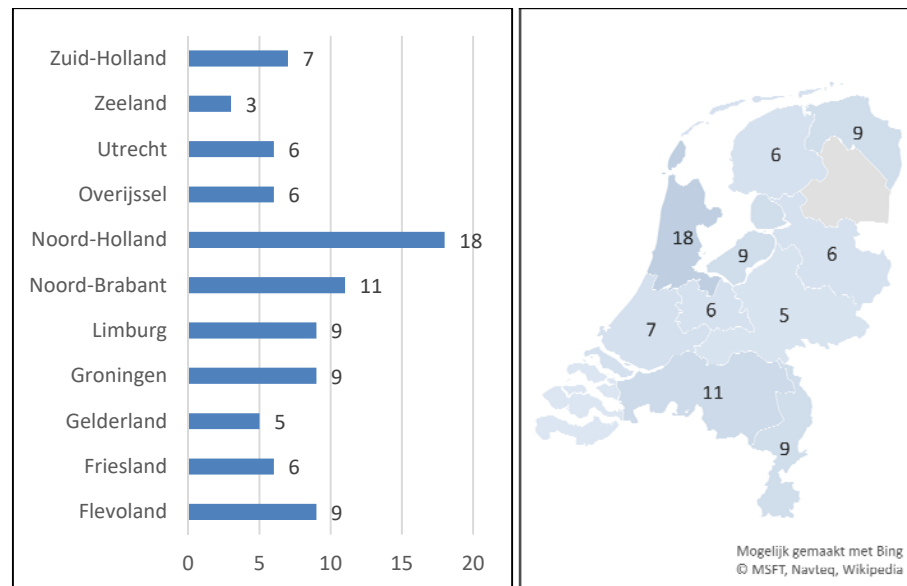 Zuid-Holland 7
Zeeland 3
Utrecht 6
Overijssel 6
Noord-Holland 18
Noord-Brabant 11
Limburg 9
Groningen 9
Gelderland 5
Friesland 6
Flevoland 9
0 5 10 15 20
9
6
18
9
6
6
5
7
11
9
Mogelijk gemaakt met Bing
© MSFT, Navteq, Wikipedia